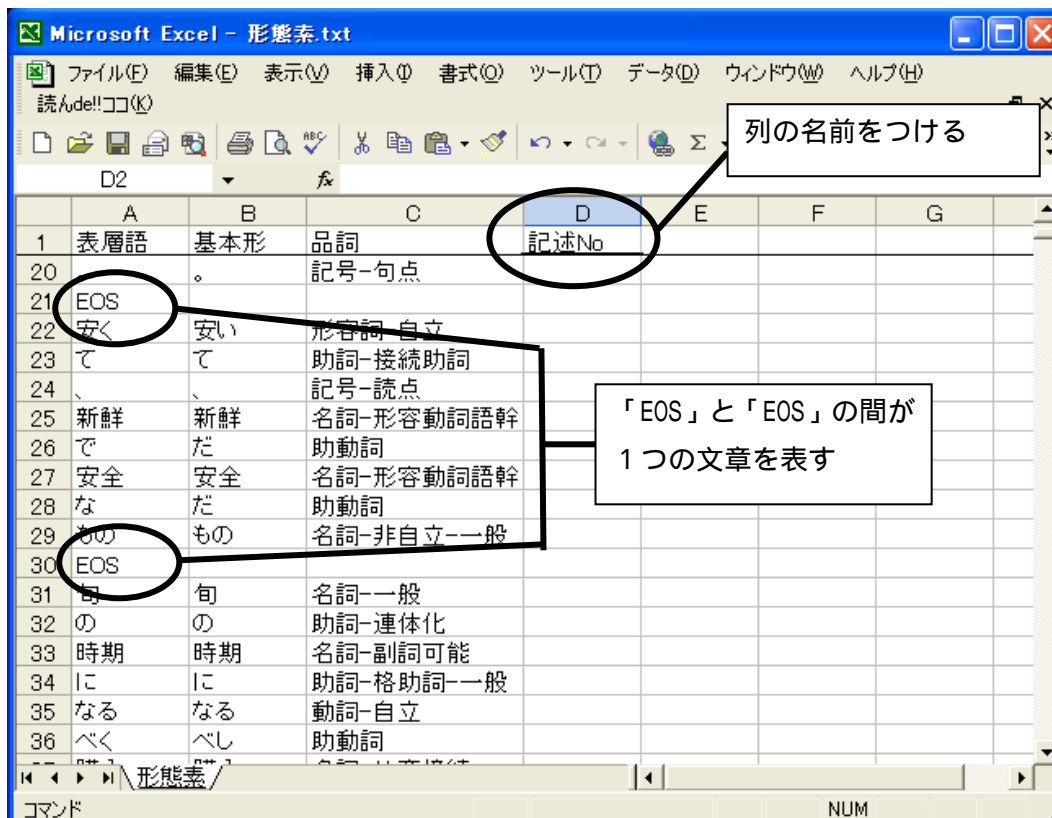 Microsoft Excel - 形態素.txt
ファイル(F) 編集(E) 表示(V) 挿入(I) 書式(O) ツール(T) データ(D) ウィンドウ(W) ヘルプ(H)
読んde!!ココ(K)
列の名前をつける
D2 fx
A B C D E F G
1 表層語 基本形 品詞 記述No
20 。 。 記号-句点
21 EOS
22 安く 安い 形容詞-自立
23 て て 助詞-接続助詞
24 、 、 記号-読点
25 新鮮 新鮮 名詞-形容動詞語幹
26 で だ 助動詞
27 安全 安全 名詞-形容動詞語幹
28 な だ 助動詞
29 もの もの 名詞-非自立-一般
30 EOS
「EOS」と「EOS」の間が
1つの文章を表す
31 旬 旬 名詞-一般
32 の の 助詞-連体化
33 時期 時期 名詞-副詞可能
34 に に 助詞-格助詞-一般
35 なる なる 動詞-自立
36 べく べし 助動詞
形態素
コマンド NUM